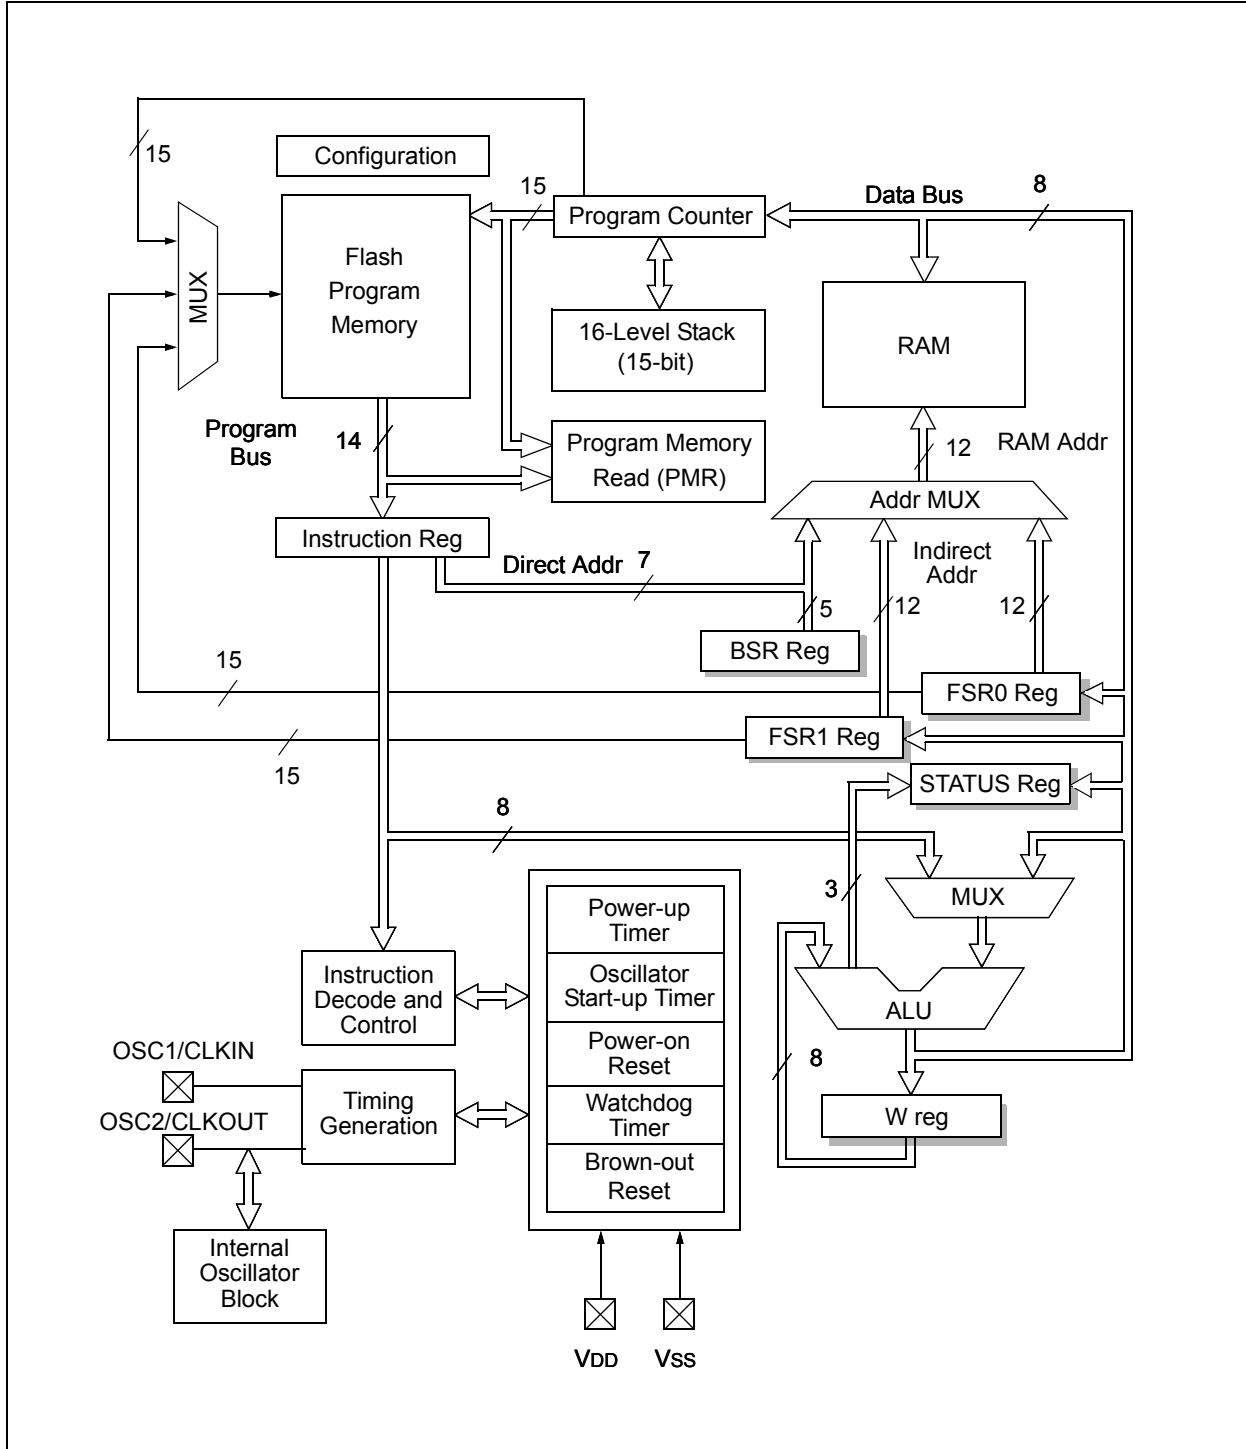 15
Configuration
15
Program Counter
Data Bus
8
MUX
Flash
Program
Memory
16-Level Stack
(15-bit)
RAM
Program
Bus
14
Program Memory
Read (PMR)
12
RAM Addr
Addr MUX
Instruction Reg
Direct Addr
7
Indirect
Addr
5
12
12
BSR Reg
15
FSR0 Reg
FSR1 Reg
15
STATUS Reg
8
3
MUX
Power-up
Timer
Instruction
Decode and
Control
Oscillator
Start-up Timer
ALU
OSC1/CLKIN
Power-on
Reset
8
OSC2/CLKOUT
Timing
Generation
Watchdog
Timer
W reg
Brown-out
Reset
Internal
Oscillator
Block
VDD
VSS